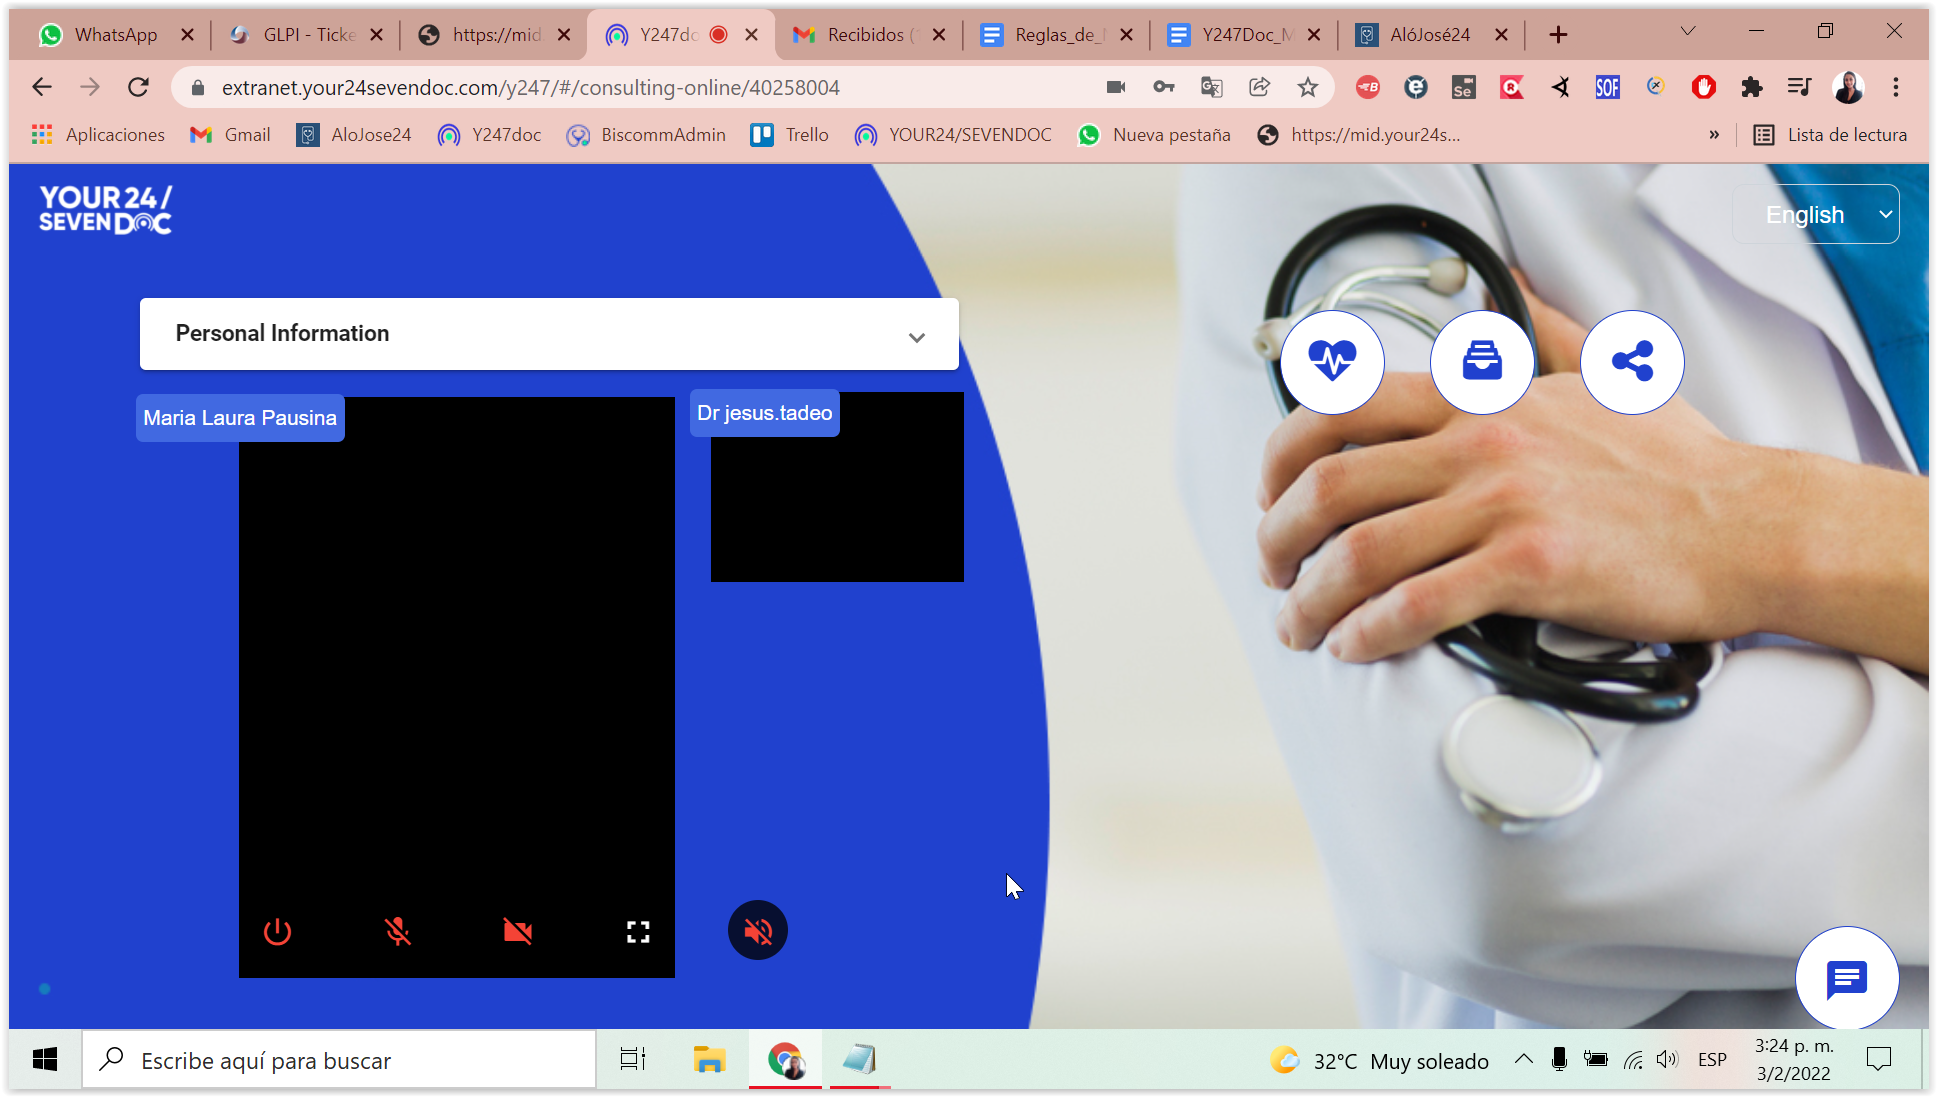 WhatsApp
GLPI - Ticke
https://mid
Y247do
Recibidos (
Reglas_de_
Y247Doc_M
AlóJosé24
extranet.your24sevendoc.com/y247/#/consulting-online/40258004
Se
SOF
Aplicaciones
Gmail
AloJose24
Y247doc
BiscommAdmin
Trello
YOUR24/SEVENDOC
Nueva pestaña
https://mid.your24s...
»
Lista de lectura
YOUR 24/
SEVENDOC
English
Personal Information
Maria Laura Pausina
Dr jesus.tadeo
Escribe aquí para buscar
32°C Muy soleado
ESP
3:24 p. m.
3/2/2022